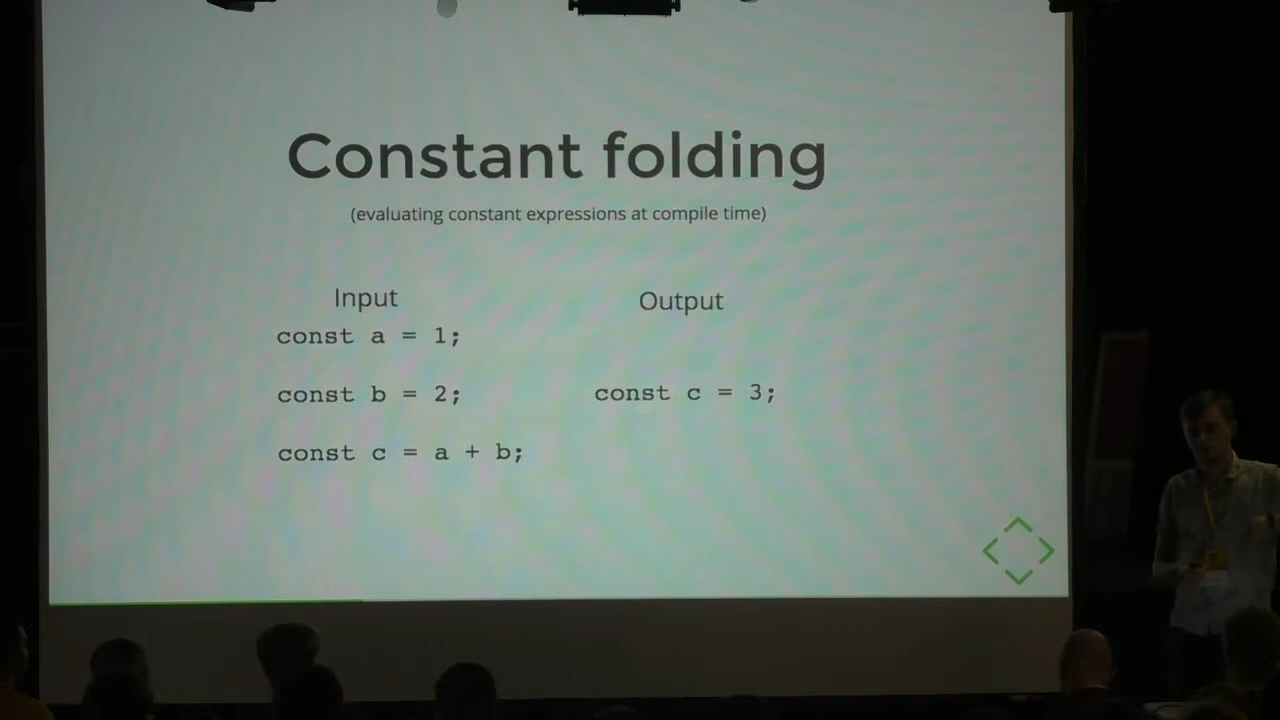 Constant folding
(evaluating constant expressions at compile time)
Input
const a = 1;
const b = 2;
const c = a + b;
Output
const c = 3;